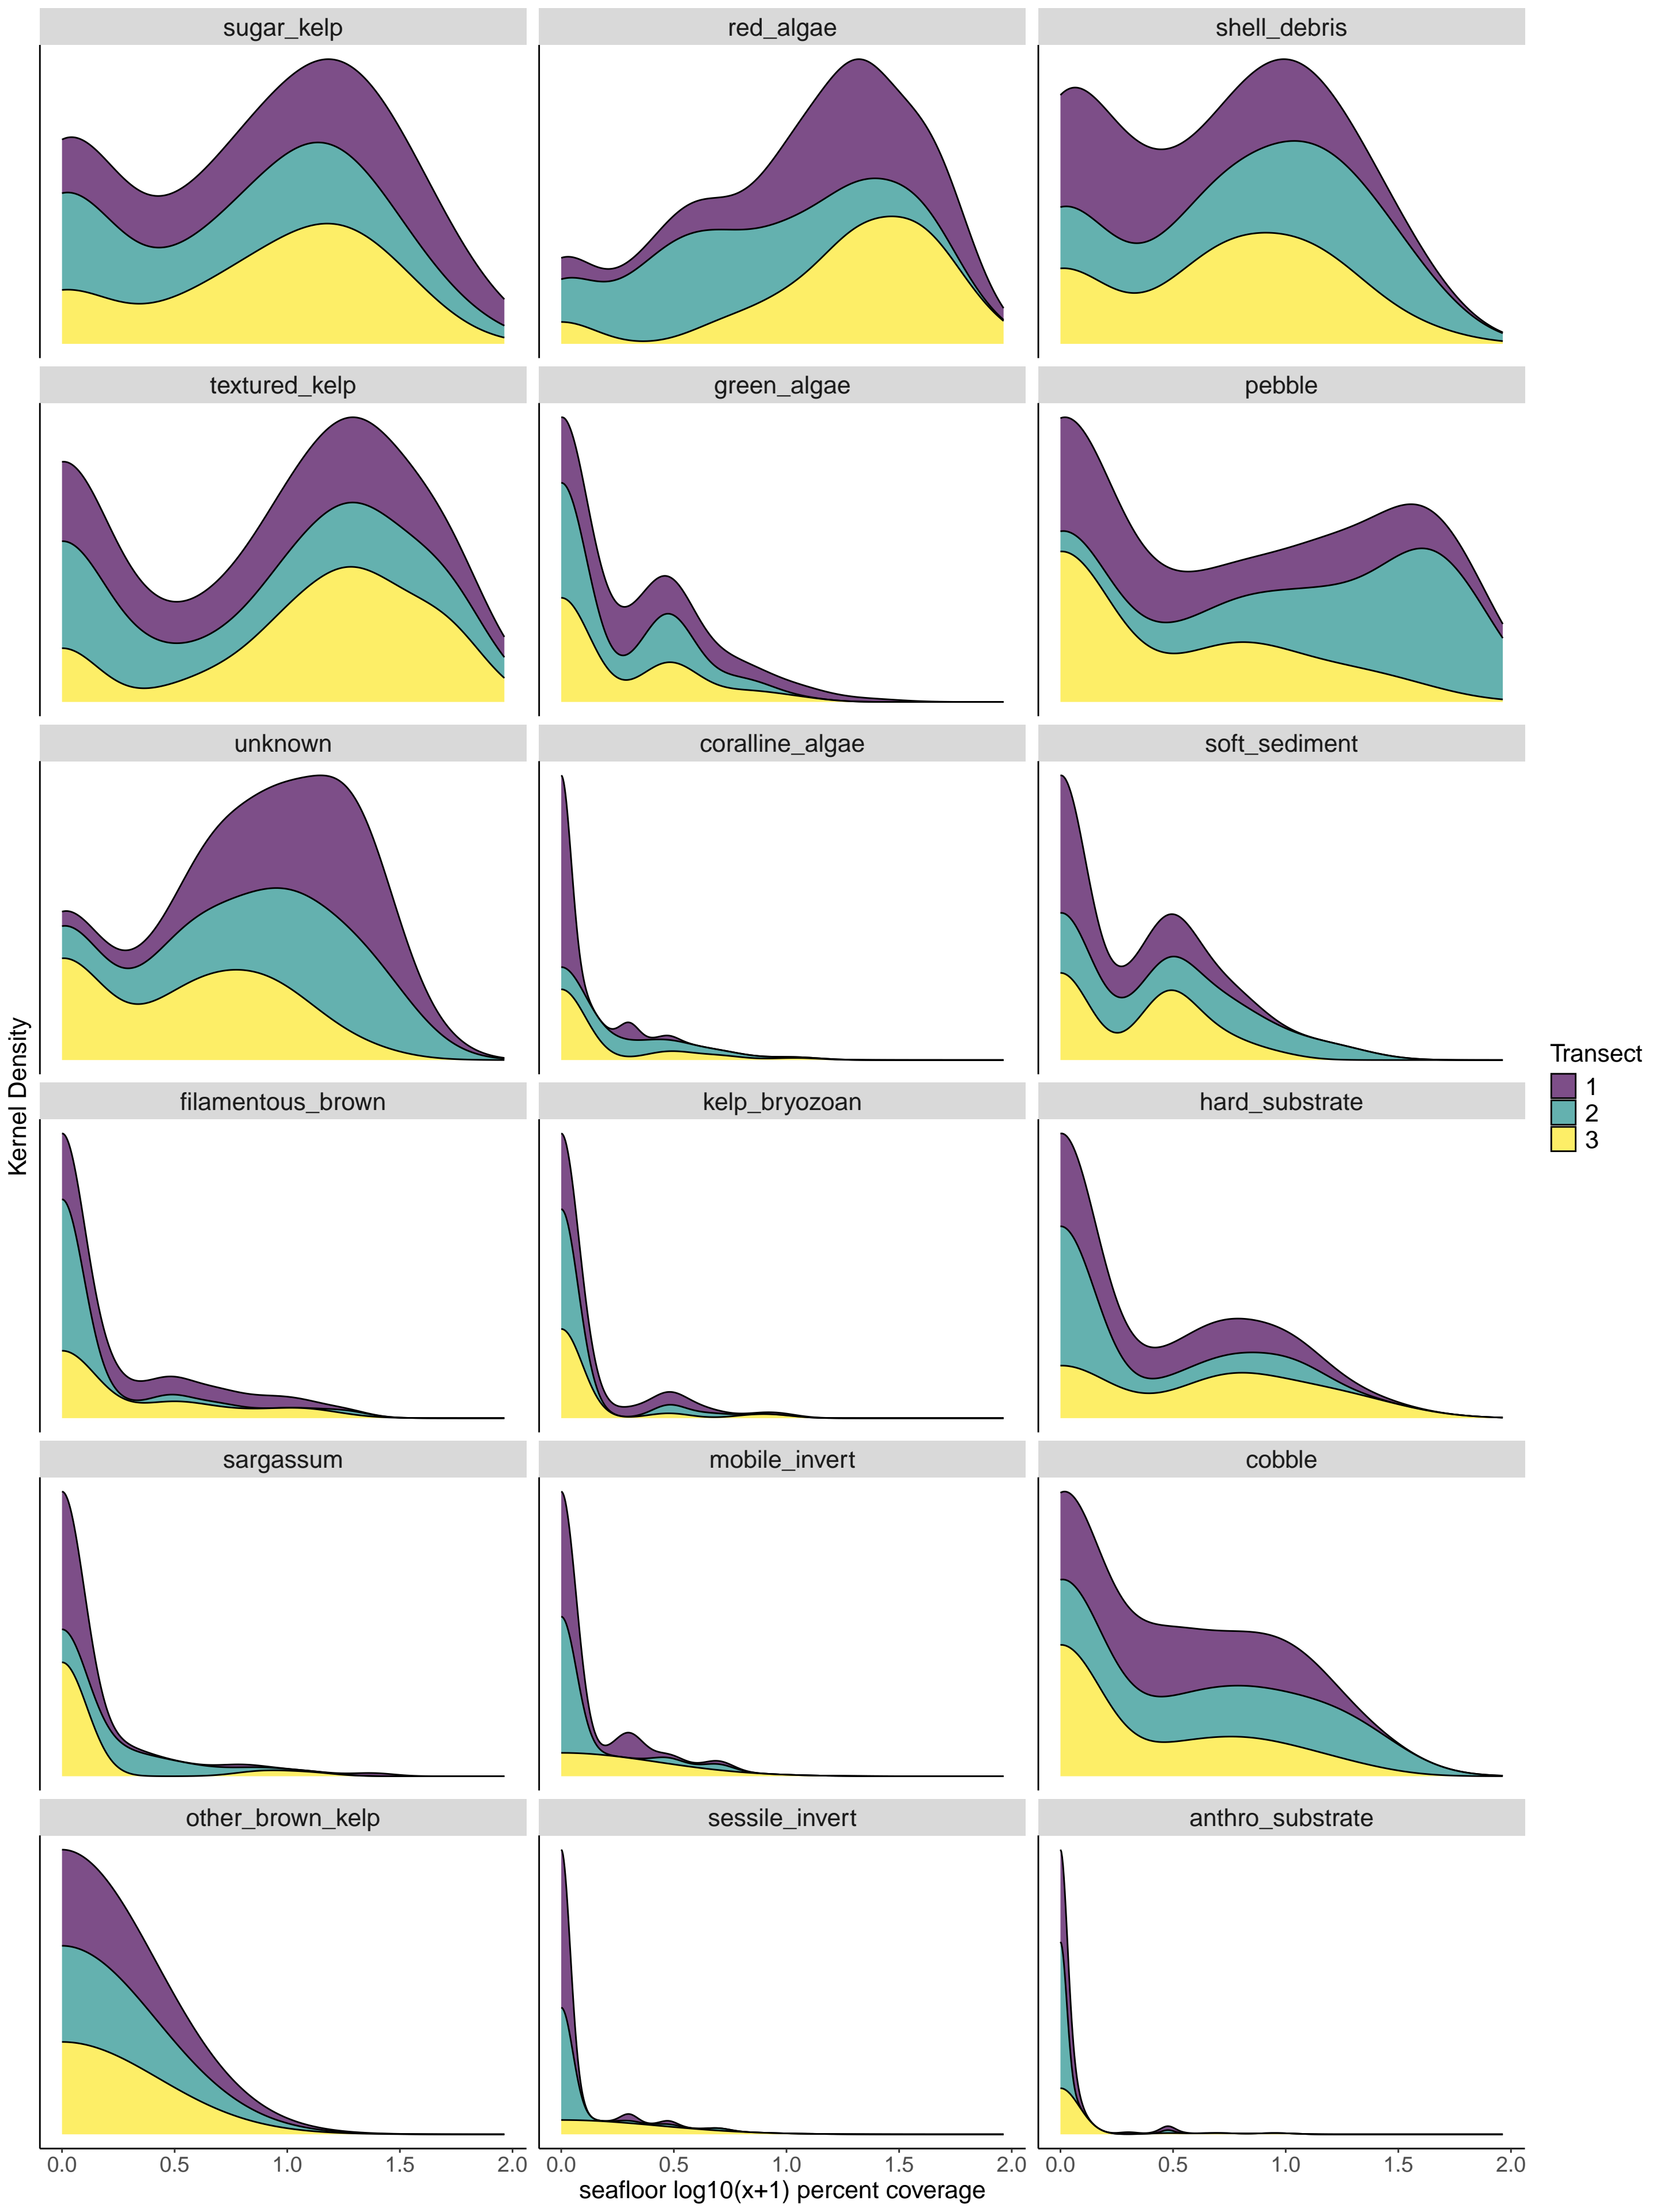 sugar_kelp
red_algae
shell_debris
textured_kelp
green_algae
pebble
unknown
coralline_algae
soft_sediment
filamentous_brown
kelp_bryozoan
hard_substrate
sargassum
mobile_invert
cobble
other_brown_kelp
sessile_invert
anthro_substrate
Kernel Density
Transect
1
2
3
0.0 0.5 1.0 1.5 2.0
0.0 0.5 1.0 1.5 2.0
0.0 0.5 1.0 1.5 2.0
seafloor log10(x+1) percent coverage